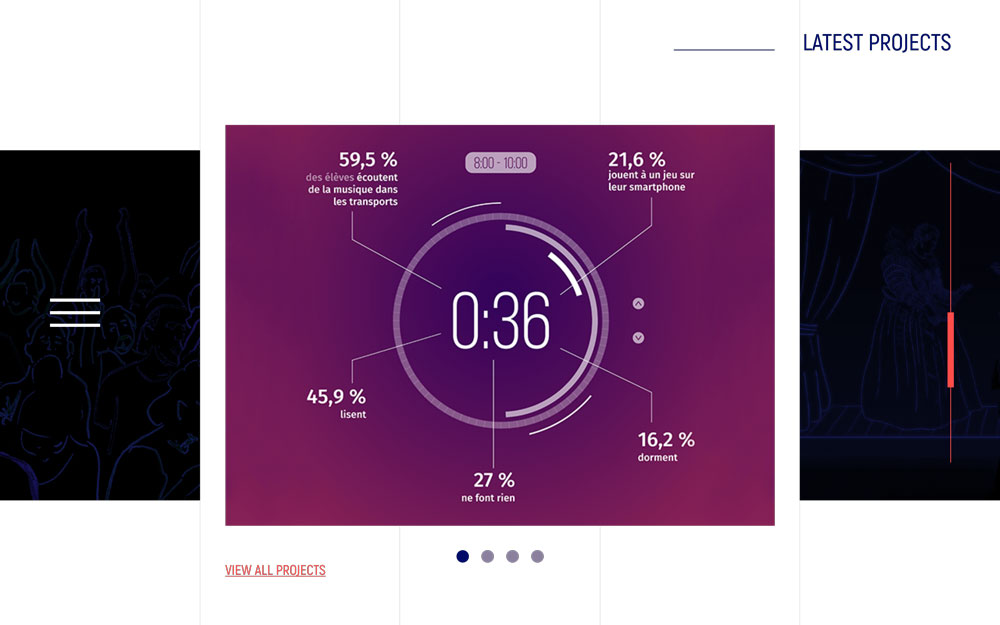 LATEST PROJECTS
59,5 %
des élèves écoutent
de la musique dans
les transports
8:00 - 10:00
21,6 %
jouent à un jeu sur
leur smartphone
0:36
45,9 %
lisent
16,2 %
dorment
27 %
ne font rien
VIEW ALL PROJECTS